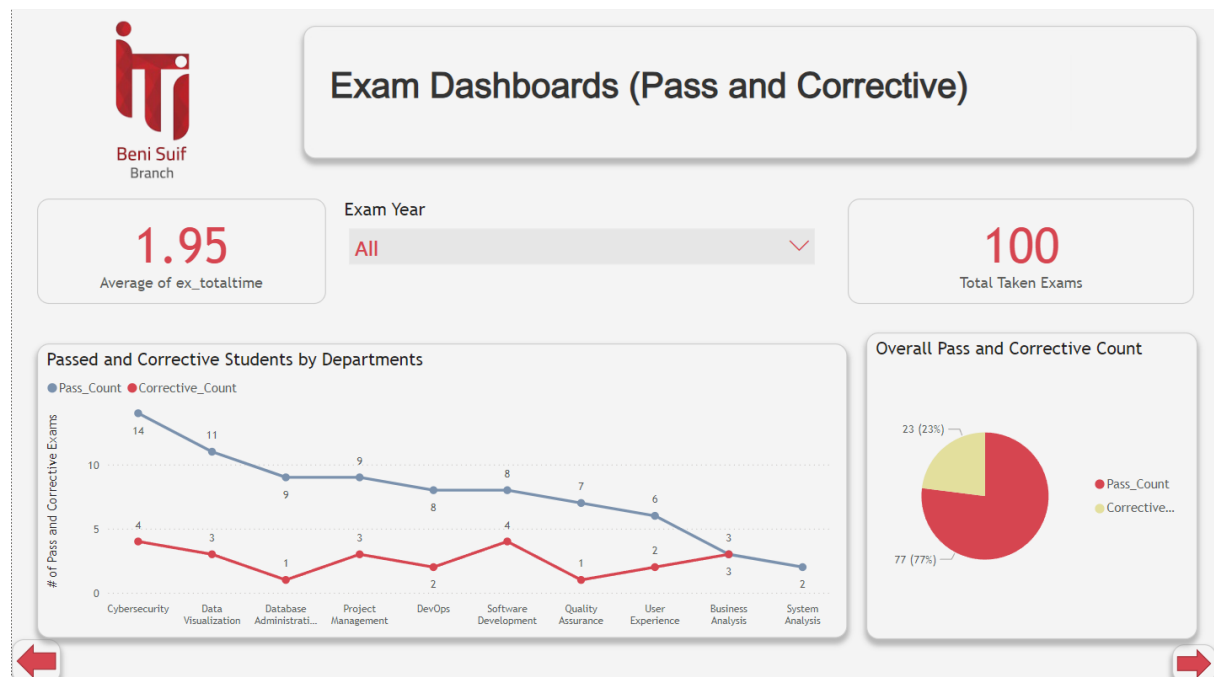 iTi
Beni Suif
Branch
Exam Dashboards (Pass and Corrective)
1.95
Average of ex_totaltime
Exam Year
All
100
Total Taken Exams
Passed and Corrective Students by Departments
Pass_Count Corrective_Count
# of Pass and Corrective Exams
10
5
0
14
11
9
9
8
8
7
6
3
2
4
3
1
3
2
4
1
2
3
Cybersecurity
Data
Visualization
Database
Administrati...
Project
Management
DevOps
Software
Development
Quality
Assurance
User
Experience
Business
Analysis
System
Analysis
Overall Pass and Corrective Count
23 (23%)
77 (77%)
Pass_Count
Corrective...